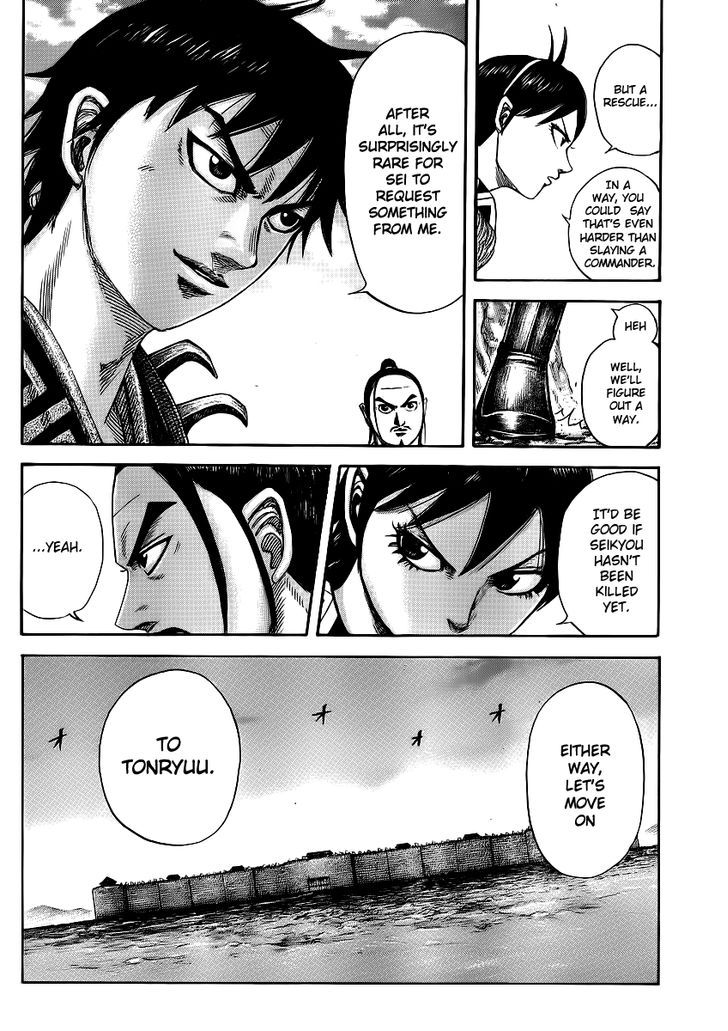 BUT A
RESCUE...
IN A
WAY, YOU
COULD SAY
THAT'S EVEN
HARDER THAN
SLAYING A
COMMANDER.
HEH
WELL,
WE'LL
FIGURE
OUT A
WAY.
AFTER
ALL, IT'S
SURPRISINGLY
RARE FOR
SEI TO
REQUEST
SOMETHING
FROM ME.
IT'D BE
GOOD IF
SEIKYOU
HASN'T
BEEN
KILLED
YET.
...YEAH.
EITHER
WAY,
LET'S
MOVE
ON
TO
TONRYUU.